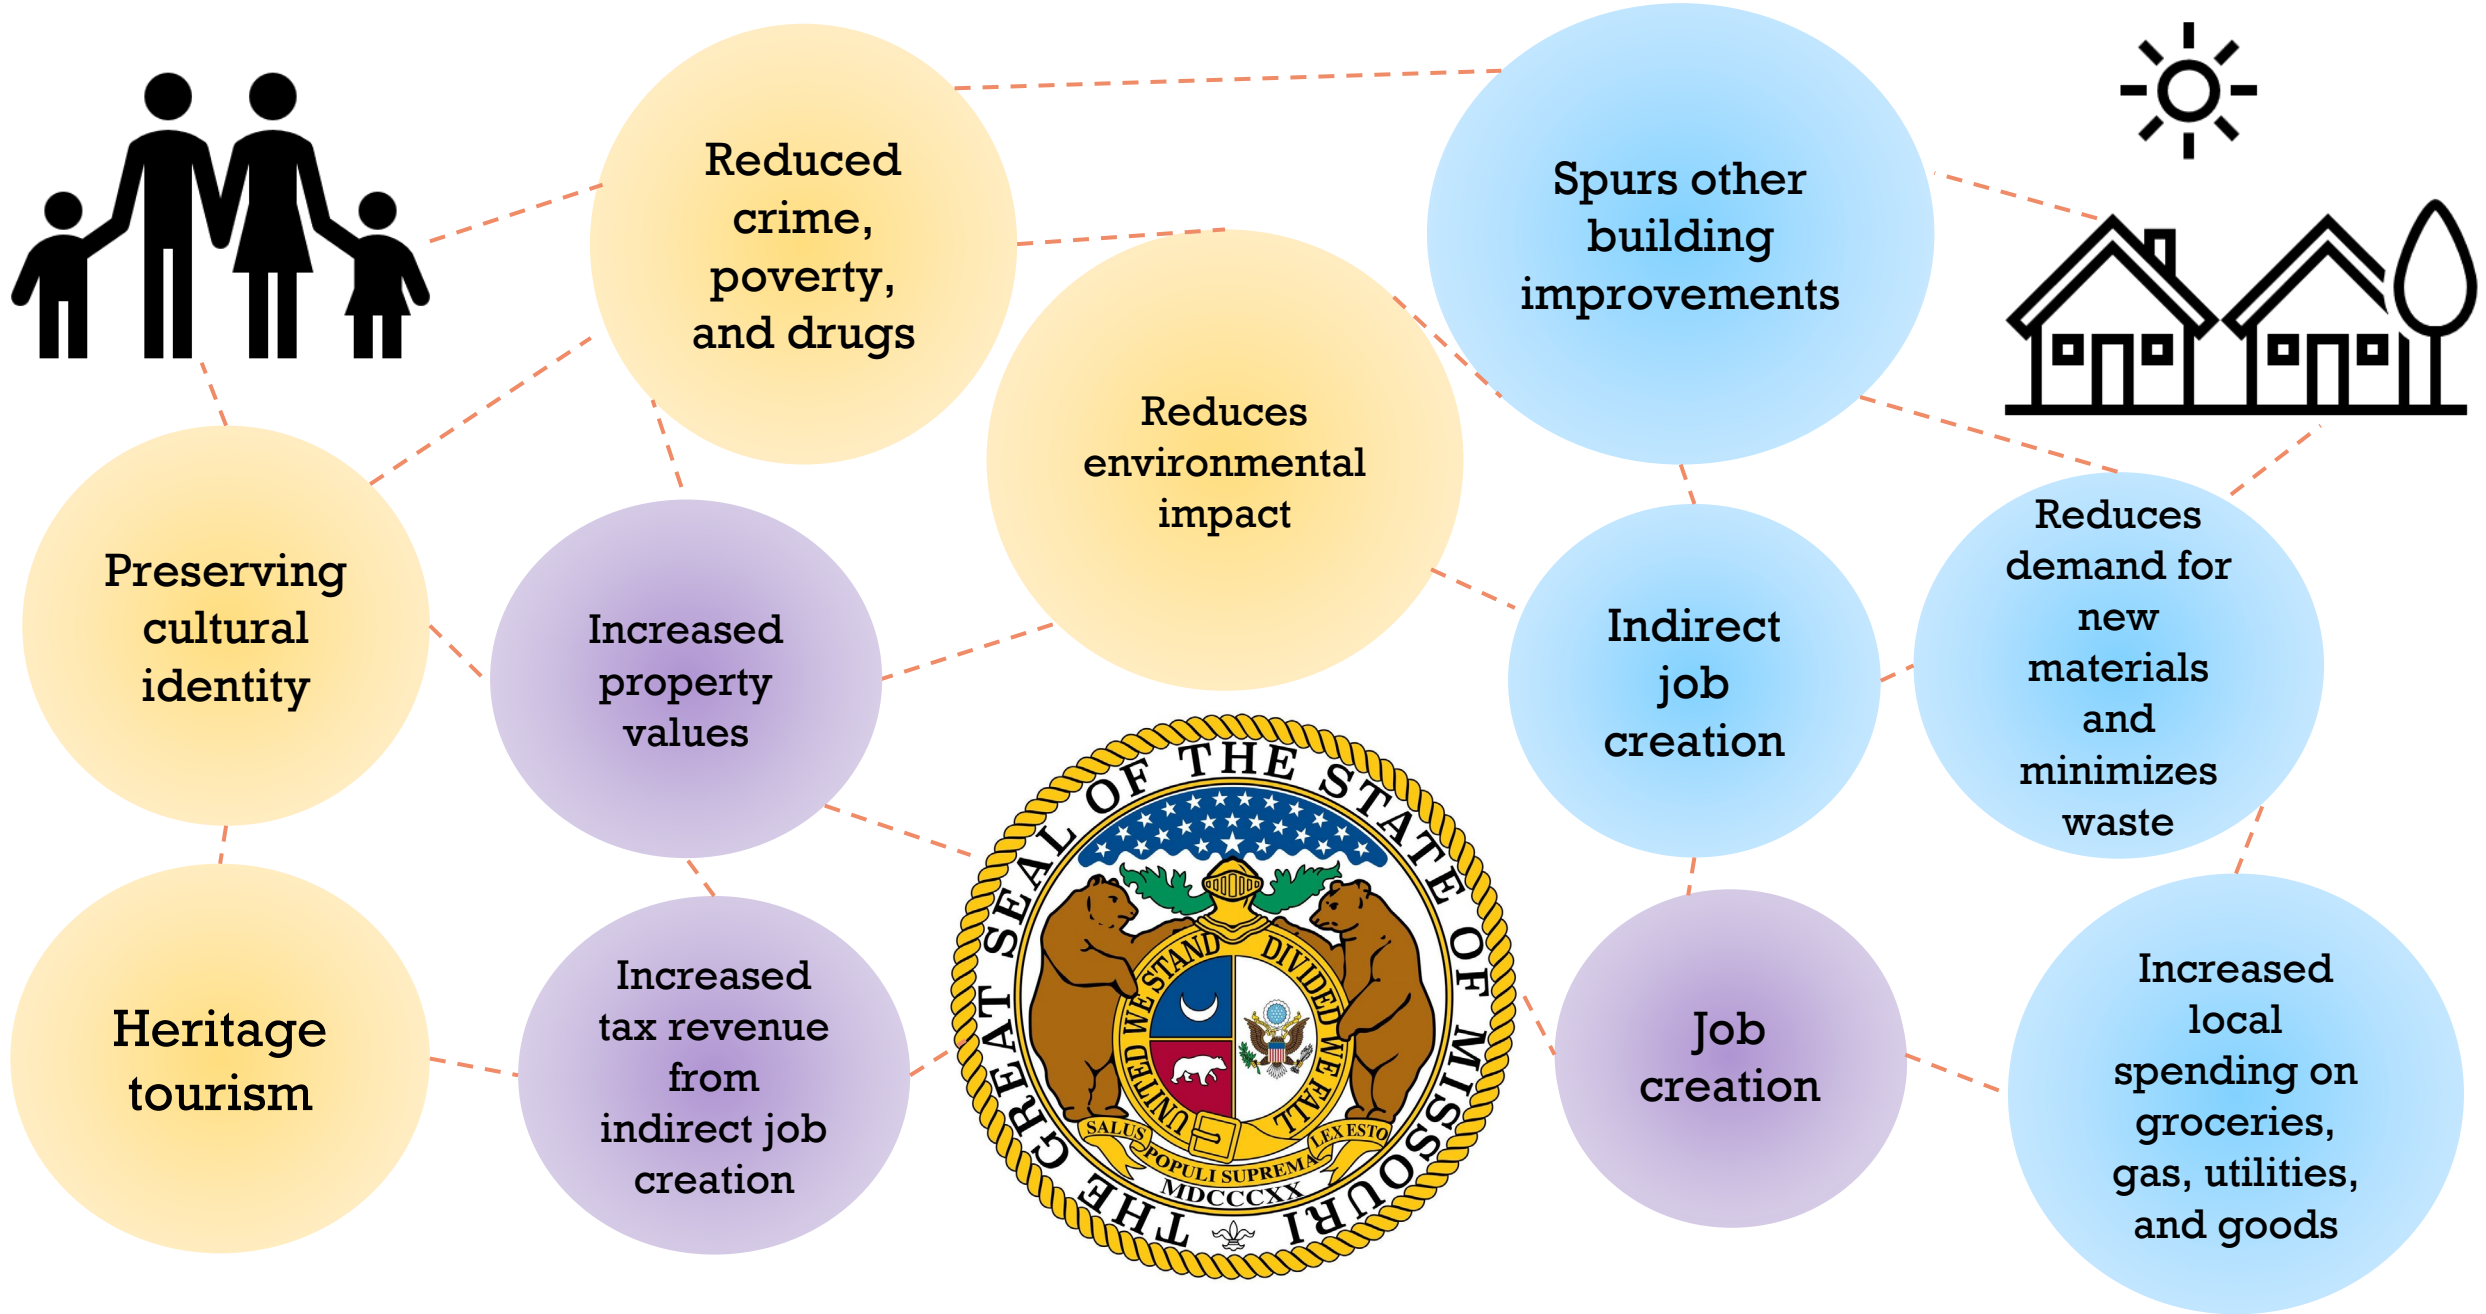 Reduced
crime,
poverty,
and drugs
Spurs other
building
improvements
Reduces
environmental
impact
Preserving
cultural
identity
Increased
property
values
Indirect
job
creation
Reduces
demand for
new
materials
and
minimizes
waste
Heritage
tourism
Increased
tax revenue
from
indirect job
creation
THE GREAT SEAL OF THE STATE OF MISSOURI
UNITED WE STAND DIVIDED WE FALL
SALUS POPULI SUPREMA LEX ESTO
MDCCCXX
Job
creation
Increased
local
spending on
groceries,
gas, utilities,
and goods